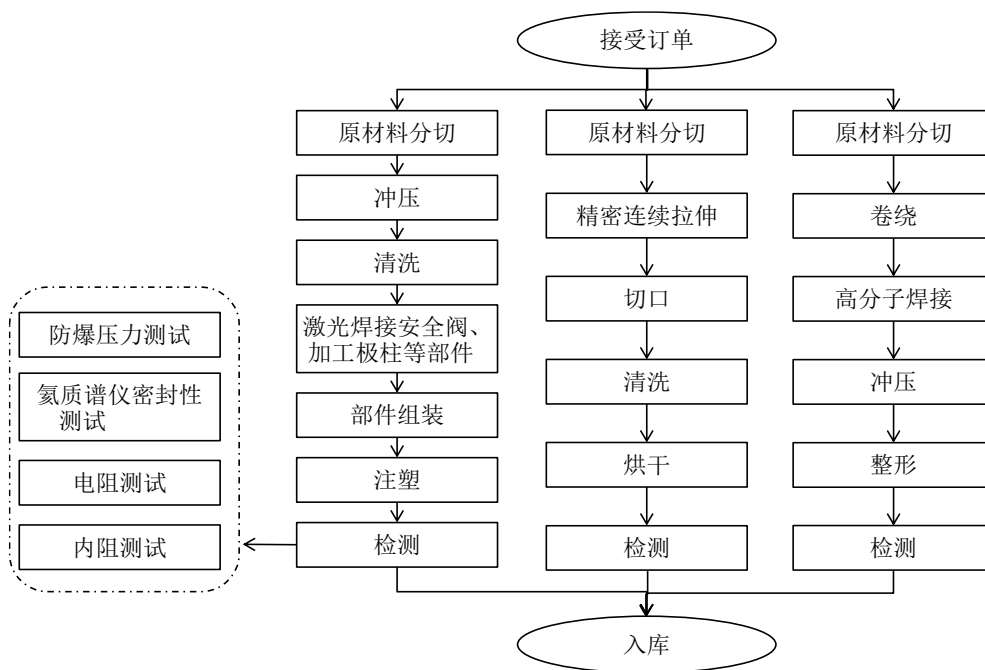 接受订单
原材料分切
冲压
清洗
激光焊接安全阀、
加工极柱等部件
部件组装
注塑
检测
防爆压力测试
氦质谱仪密封性
测试
电阻测试
内阻测试
原材料分切
精密连续拉伸
切口
清洗
烘干
检测
原材料分切
卷绕
高分子焊接
冲压
整形
检测
入库